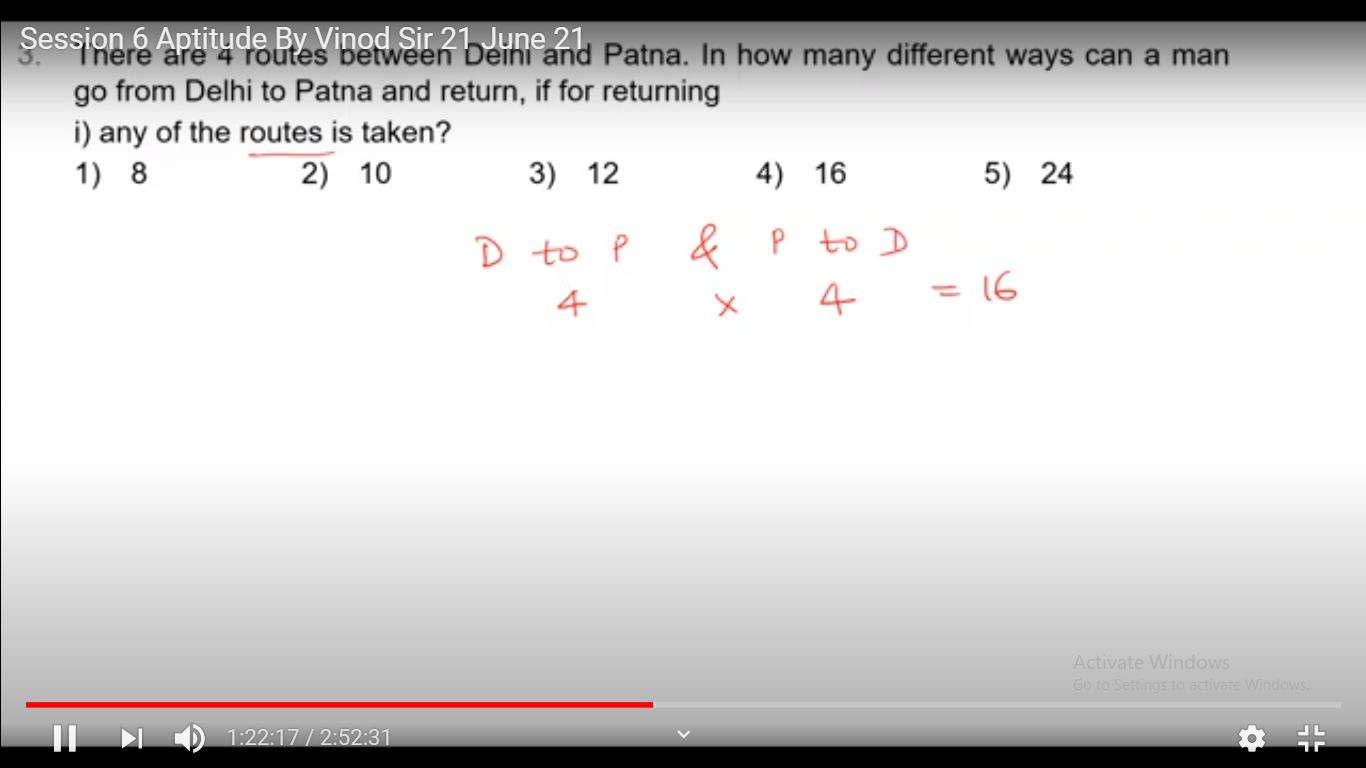 Session 6 Aptitude By Vinod Sir 21 June 21
3. There are 4 routes between Delhi and Patna. In how many different ways can a man
go from Delhi to Patna and return, if for returning
i) any of the routes is taken?
1) 8 2) 10 3) 12 4) 16 5) 24
D to P & P to D
4 x 4 = 16
Activate Windows
Go to Settings to activate Windows.
1:22:17 / 2:52:31